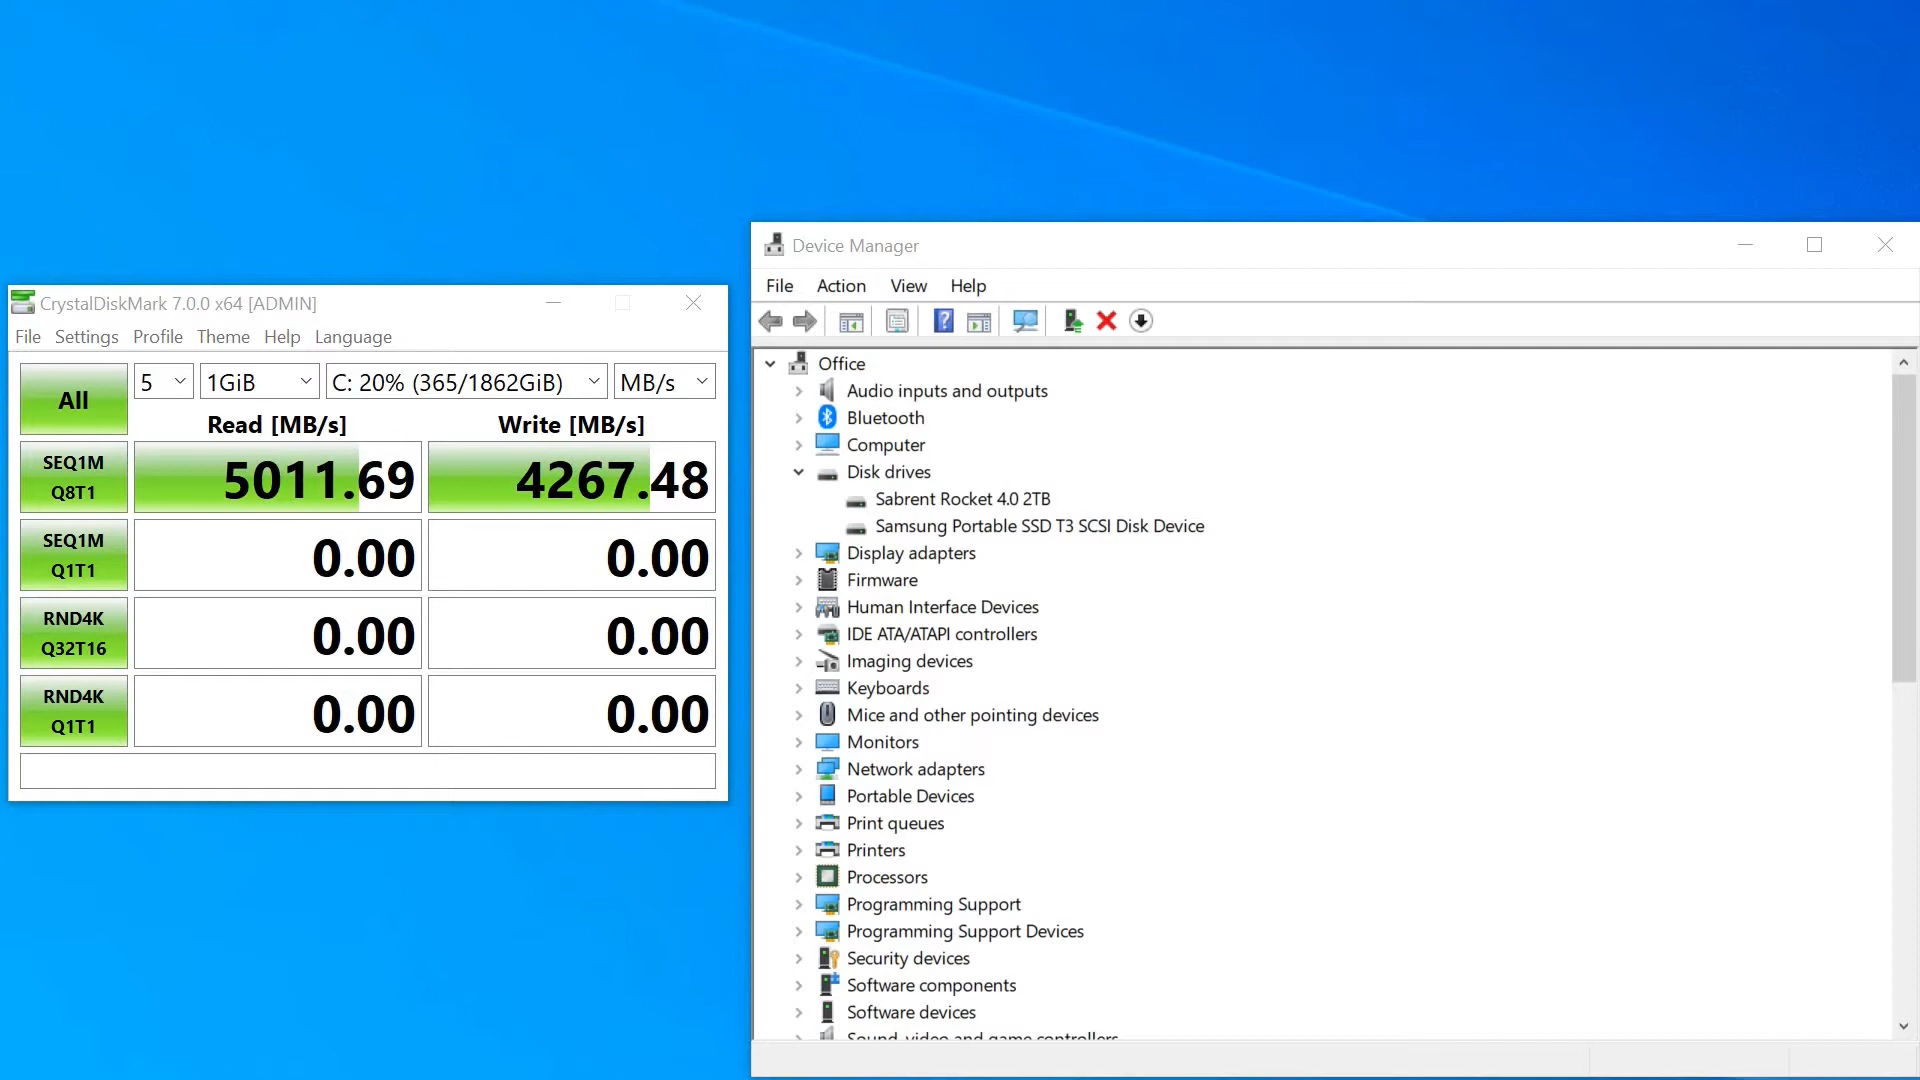 CrystalDiskMark 7.0.0 x64 [ADMIN]
File Settings Profile Theme Help Language
All 5 1GiB C: 20% (365/1862GiB) MB/s
Read [MB/s] Write [MB/s]
SEQ1M
Q8T1
5011.69 4267.48
SEQ1M
Q1T1
0.00 0.00
RND4K
Q32T16
0.00 0.00
RND4K
Q1T1
0.00 0.00
Device Manager
File Action View Help
Office
Audio inputs and outputs
Bluetooth
Computer
Disk drives
Sabrent Rocket 4.0 2TB
Samsung Portable SSD T3 SCSI Disk Device
Display adapters
Firmware
Human Interface Devices
IDE ATA/ATAPI controllers
Imaging devices
Keyboards
Mice and other pointing devices
Monitors
Network adapters
Portable Devices
Print queues
Printers
Processors
Programming Support
Programming Support Devices
Security devices
Software components
Software devices
Sound, video and game controllers